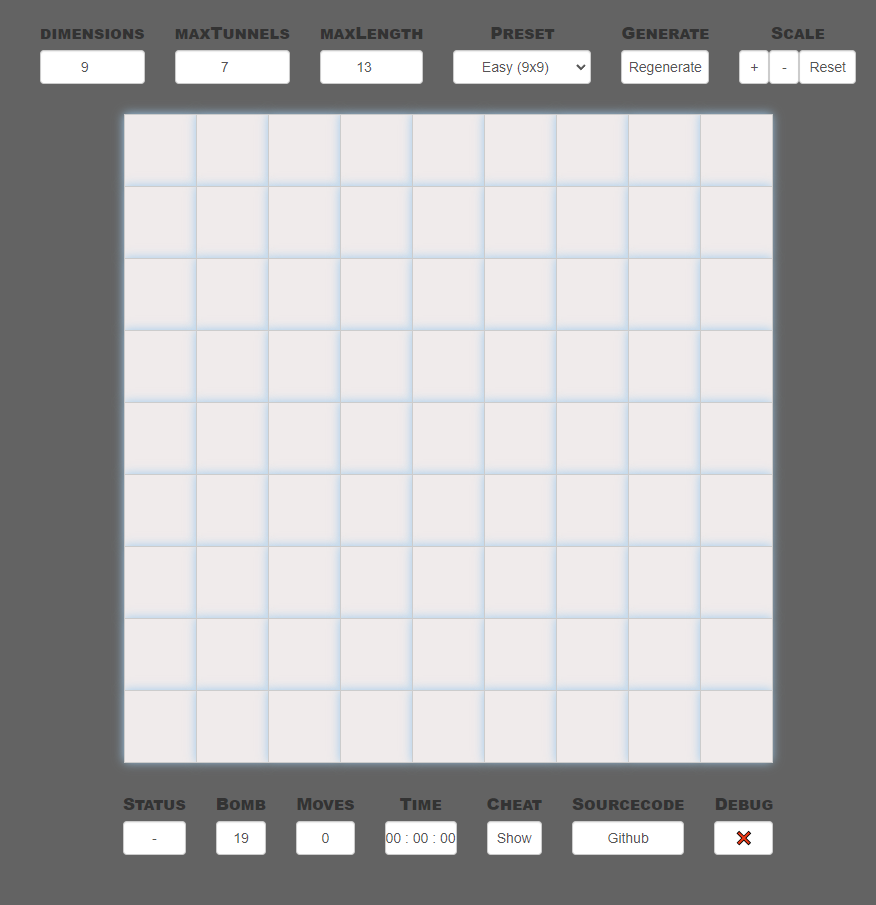 dimensions maxTunnels maxLength Preset Generate Scale
9 7 13 Easy (9x9) Regenerate + - Reset
Status Bomb Moves Time Cheat Sourcecode Debug
- 19 0 00 : 00 : 00 Show Github